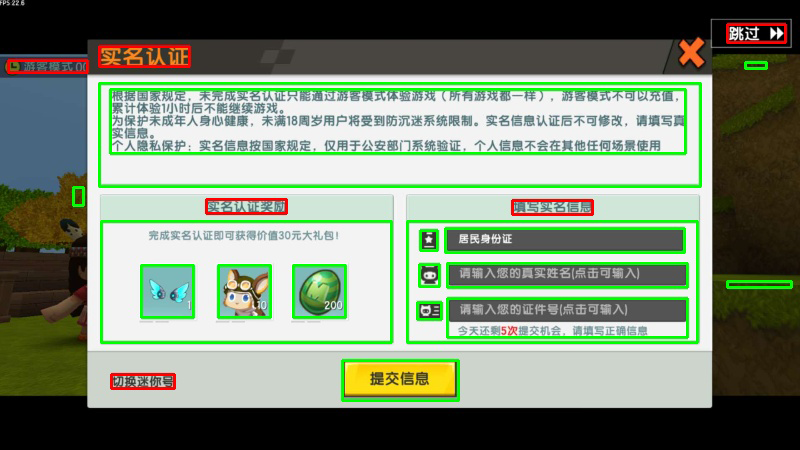 FPS:22.6
跳过
游客模式00
实名认证
根据国家规定，未完成实名认证只能通过游客模式体验游戏（所有游戏都一样），游客模式不可以充值，
累计体验1小时后不能继续游戏。
为保护未成年人身心健康，未满18周岁用户将受到防沉迷系统限制。实名信息认证后不可修改，请填写真
实信息。
个人隐私保护：实名信息按国家规定，仅用于公安部门系统验证，个人信息不会在其他任何场景使用
实名认证奖励
填写实名信息
完成实名认证即可获得价值30元大礼包！
居民身份证
请输入您的真实姓名(点击可输入)
1
110
200
请输入您的证件号(点击可输入)
今天还剩5次提交机会，请填写正确信息
切换迷你号
提交信息